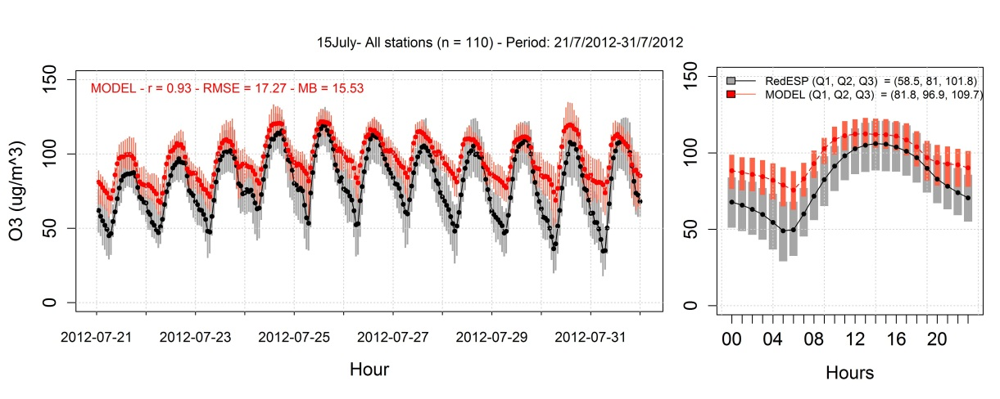 15July- All stations (n = 110) - Period: 21/7/2012-31/7/2012
MODEL - r = 0.93 - RMSE = 17.27 - MB = 15.53
O3 (ug/m^3)
150
100
50
0
2012-07-21 2012-07-23 2012-07-25 2012-07-27 2012-07-29 2012-07-31
Hour
RedESP (Q1, Q2, Q3) = (58.5, 81, 101.8)
MODEL (Q1, Q2, Q3) = (81.8, 96.9, 109.7)
150
100
50
0
00 04 08 12 16 20
Hours